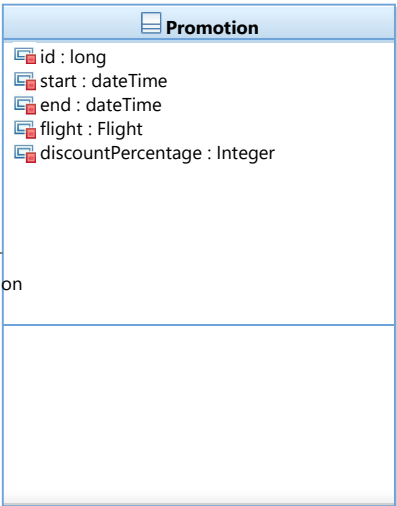 Promotion
id : long
start : dateTime
end : dateTime
flight : Flight
discountPercentage : Integer
on